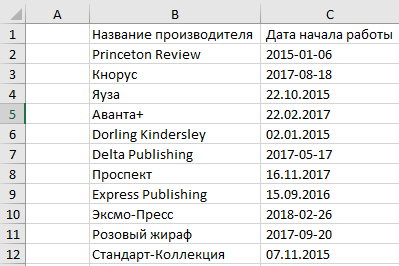 A B C
1 Название производителя Дата начала работы
2 Princeton Review 2015-01-06
3 Кнорус 2017-08-18
4 Яуза 22.10.2015
5 Аванта+ 22.02.2017
6 Dorling Kindersley 02.01.2015
7 Delta Publishing 2017-05-17
8 Проспект 16.11.2017
9 Express Publishing 15.09.2016
10 Эксмо-Пресс 2018-02-26
11 Розовый жираф 2017-09-20
12 Стандарт-Коллекция 07.11.2015